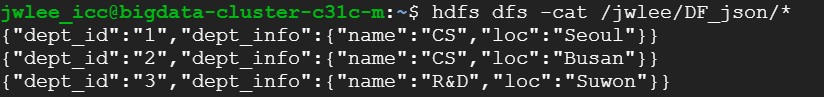 jwlee_icc@bigdata-cluster-c31c-m:~$ hdfs dfs -cat /jwlee/DF_json/*
{"dept_id":"1","dept_info":{"name":"CS","loc":"Seoul"}}
{"dept_id":"2","dept_info":{"name":"CS","loc":"Busan"}}
{"dept_id":"3","dept_info":{"name":"R&D","loc":"Suwon"}}